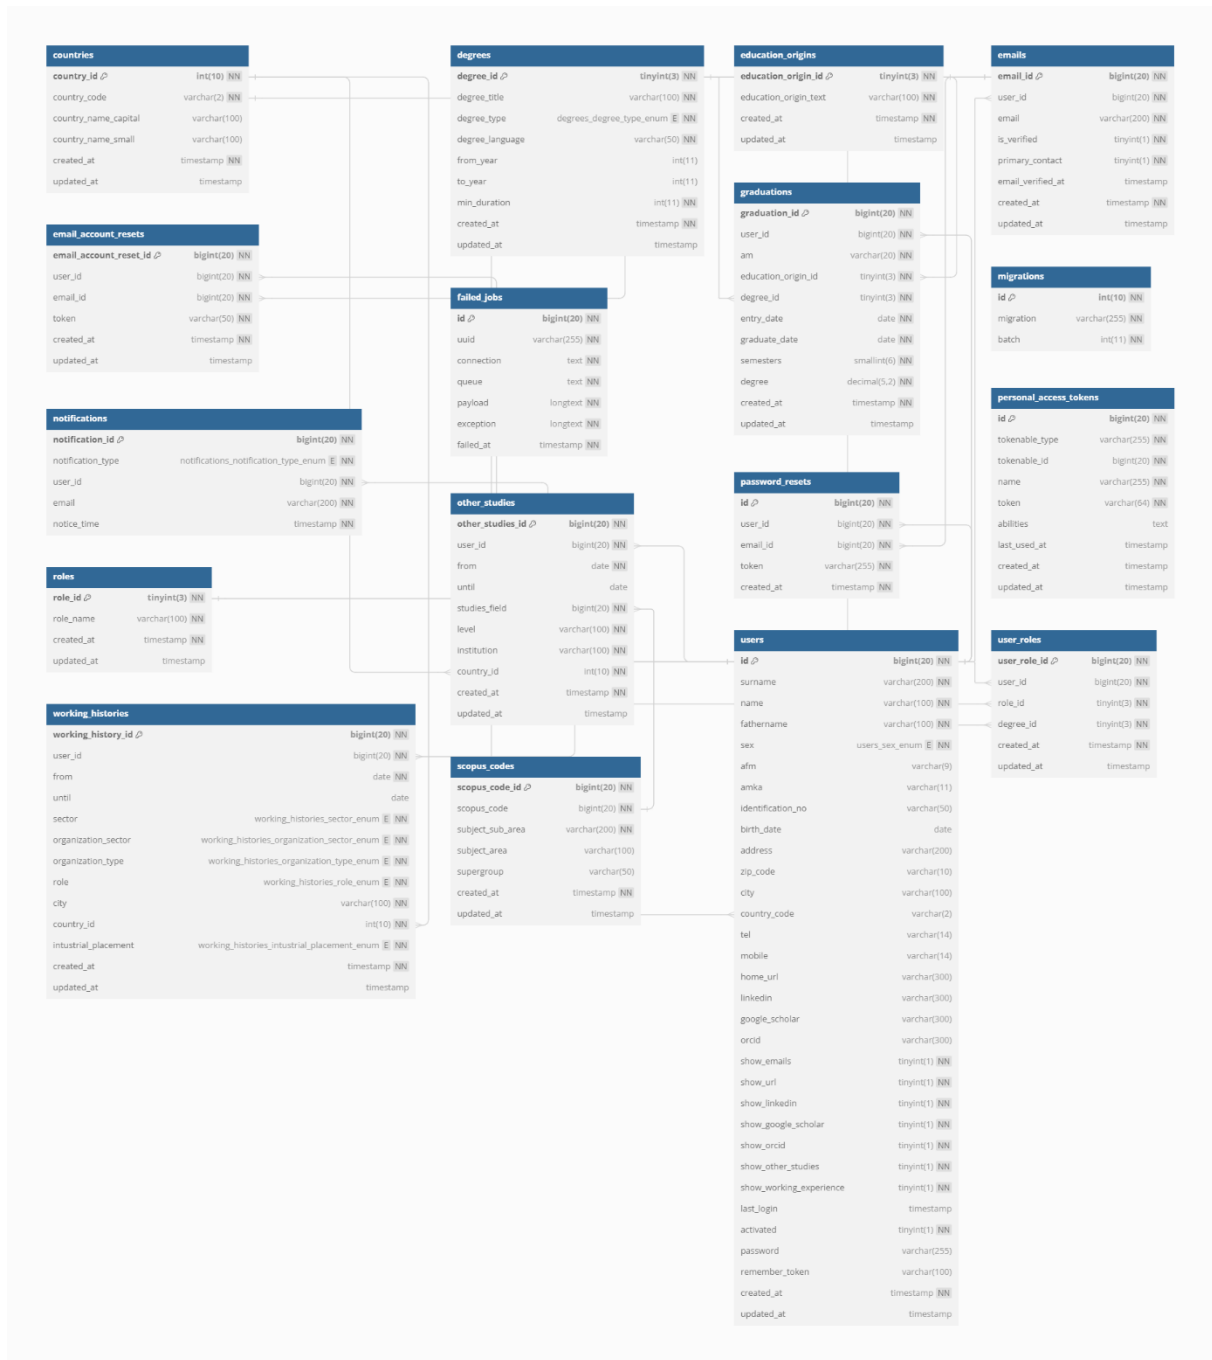 countries
country_id int(10) NN
country_code varchar(2) NN
country_name_capital varchar(100)
country_name_small varchar(100)
created_at timestamp NN
updated_at timestamp
email_account_resets
email_account_reset_id bigint(20) NN
user_id bigint(20) NN
email_id bigint(20) NN
token varchar(50) NN
created_at timestamp NN
updated_at timestamp
notifications
notification_id bigint(20) NN
notification_type notifications_notification_type_enum E NN
user_id bigint(20) NN
email varchar(200) NN
notice_time timestamp NN
roles
role_id tinyint(3) NN
role_name varchar(100) NN
created_at timestamp NN
updated_at timestamp
working_histories
working_history_id bigint(20) NN
user_id bigint(20) NN
from date NN
until date
sector working_histories_sector_enum E NN
organization_sector working_histories_organization_sector_enum E NN
organization_type working_histories_organization_type_enum E NN
role working_histories_role_enum E NN
city varchar(100) NN
country_id int(10) NN
intustrial_placement working_histories_intustrial_placement_enum E NN
created_at timestamp NN
updated_at timestamp
degrees
degree_id tinyint(3) NN
degree_title varchar(100) NN
degree_type degrees_degree_type_enum E NN
degree_language varchar(50) NN
from_year int(11)
to_year int(11)
min_duration int(11) NN
created_at timestamp NN
updated_at timestamp
failed_jobs
id bigint(20) NN
uuid varchar(255) NN
connection text NN
queue text NN
payload longtext NN
exception longtext NN
failed_at timestamp NN
other_studies
other_studies_id bigint(20) NN
user_id bigint(20) NN
from date NN
until date
studies_field bigint(20) NN
level varchar(100) NN
institution varchar(100) NN
country_id int(10) NN
created_at timestamp NN
updated_at timestamp
scopus_codes
scopus_code_id bigint(20) NN
scopus_code bigint(20) NN
subject_sub_area varchar(200) NN
subject_area varchar(100)
supergroup varchar(50)
created_at timestamp NN
updated_at timestamp
education_origins
education_origin_id tinyint(3) NN
education_origin_text varchar(100) NN
created_at timestamp NN
updated_at timestamp
graduations
graduation_id bigint(20) NN
user_id bigint(20) NN
am varchar(20) NN
education_origin_id tinyint(3) NN
degree_id tinyint(3) NN
entry_date date NN
graduate_date date NN
semesters smallint(6) NN
degree decimal(5,2) NN
created_at timestamp NN
updated_at timestamp
password_resets
id bigint(20) NN
user_id bigint(20) NN
email_id bigint(20) NN
token varchar(255) NN
created_at timestamp NN
users
id bigint(20) NN
surname varchar(200) NN
name varchar(100) NN
fathername varchar(100) NN
sex users_sex_enum E NN
afm varchar(9)
amka varchar(11)
identification_no varchar(50)
birth_date date
address varchar(200)
zip_code varchar(10)
city varchar(100)
country_code varchar(2)
tel varchar(14)
mobile varchar(14)
home_url varchar(300)
linkedin varchar(300)
google_scholar varchar(300)
orcid varchar(300)
show_emails tinyint(1) NN
show_url tinyint(1) NN
show_linkedin tinyint(1) NN
show_google_scholar tinyint(1) NN
show_orcid tinyint(1) NN
show_other_studies tinyint(1) NN
show_working_experience tinyint(1) NN
last_login timestamp
activated tinyint(1) NN
password varchar(255)
remember_token varchar(100)
created_at timestamp NN
updated_at timestamp
emails
email_id bigint(20) NN
user_id bigint(20) NN
email varchar(200) NN
is_verified tinyint(1) NN
primary_contact tinyint(1) NN
email_verified_at timestamp
created_at timestamp NN
updated_at timestamp
migrations
id int(10) NN
migration varchar(255) NN
batch int(11) NN
personal_access_tokens
id bigint(20) NN
tokenable_type varchar(255) NN
tokenable_id bigint(20) NN
name varchar(255) NN
token varchar(64) NN
abilities text
last_used_at timestamp
created_at timestamp
updated_at timestamp
user_roles
user_role_id bigint(20) NN
user_id bigint(20) NN
role_id tinyint(3) NN
degree_id tinyint(3) NN
created_at timestamp NN
updated_at timestamp